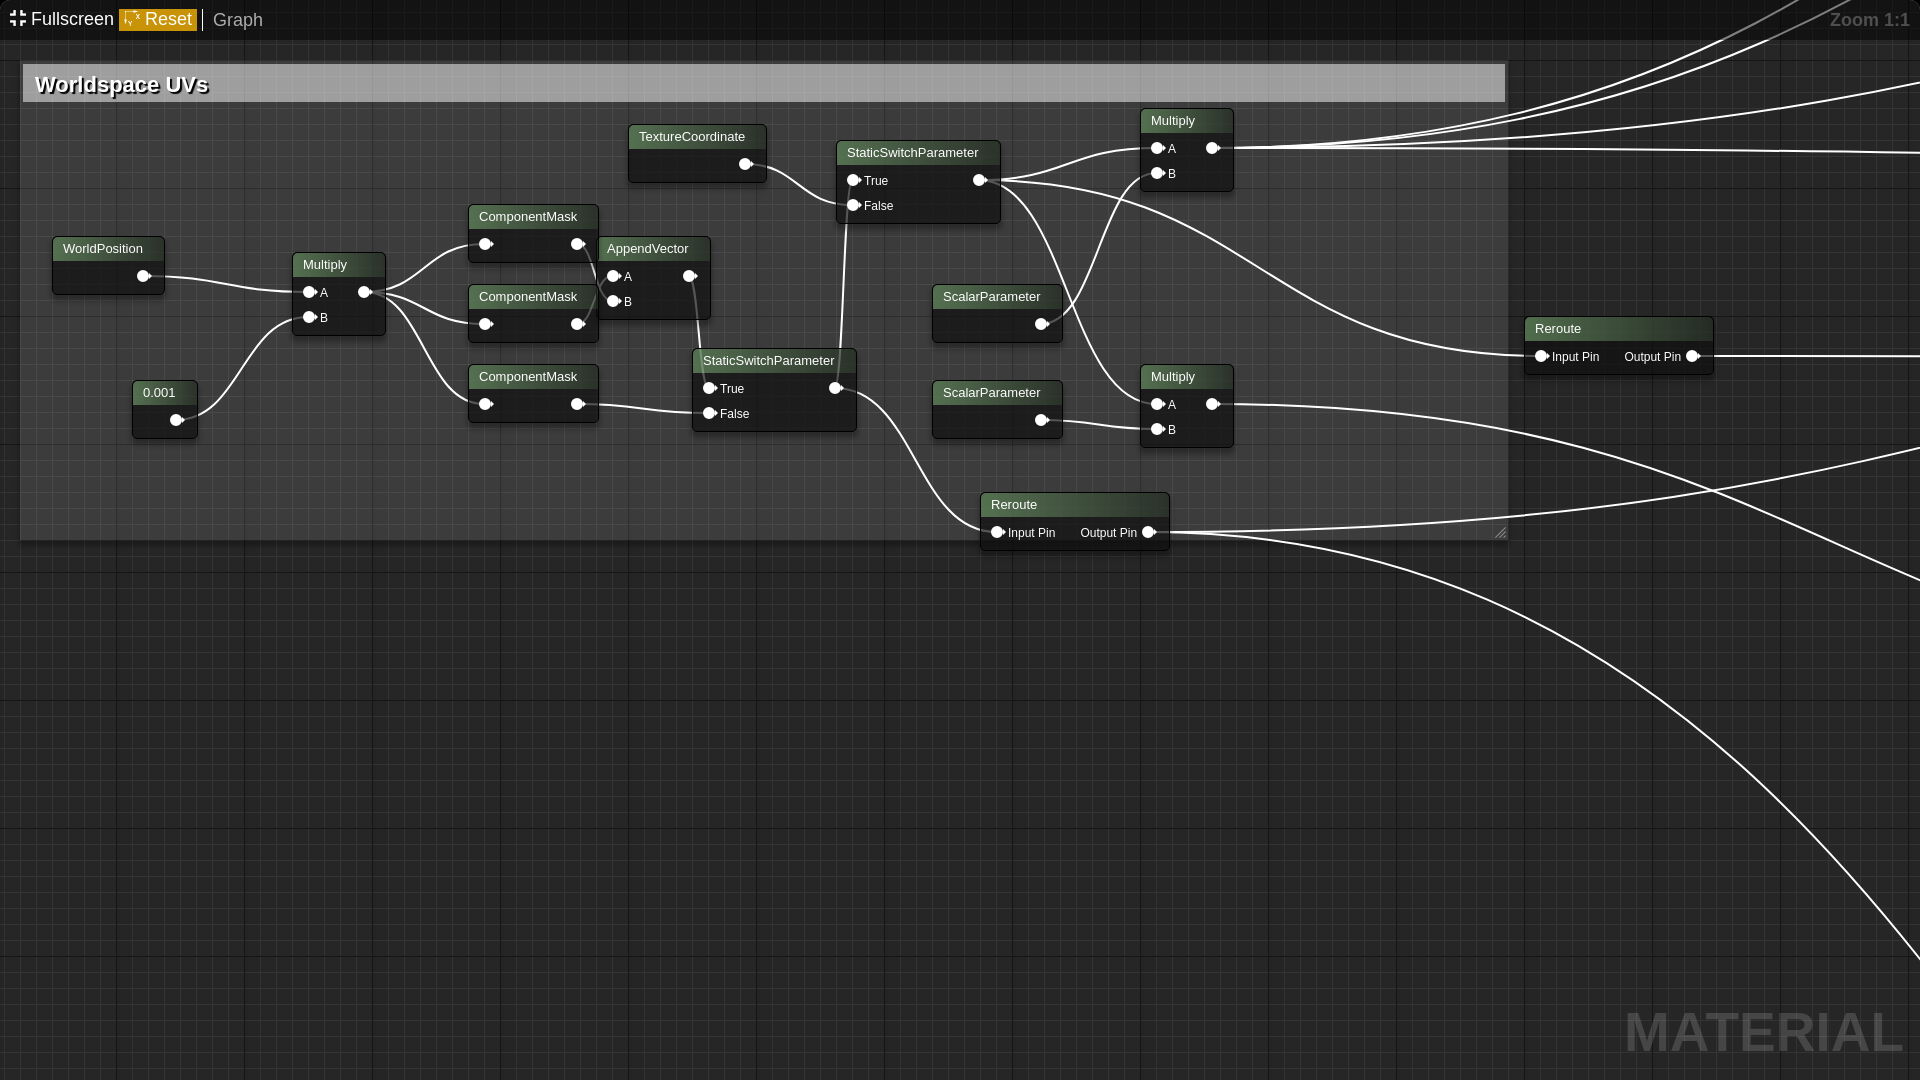 Fullscreen Reset Graph Zoom 1:1
Worldspace UVs
Multiply
A
B
TextureCoordinate
StaticSwitchParameter
True
False
ComponentMask
AppendVector
A
B
WorldPosition
Multiply
A
B
ComponentMask
ScalarParameter
Reroute
Input Pin Output Pin
StaticSwitchParameter
True
False
ComponentMask
Multiply
A
B
0.001
ScalarParameter
Reroute
Input Pin Output Pin
MATERIAL